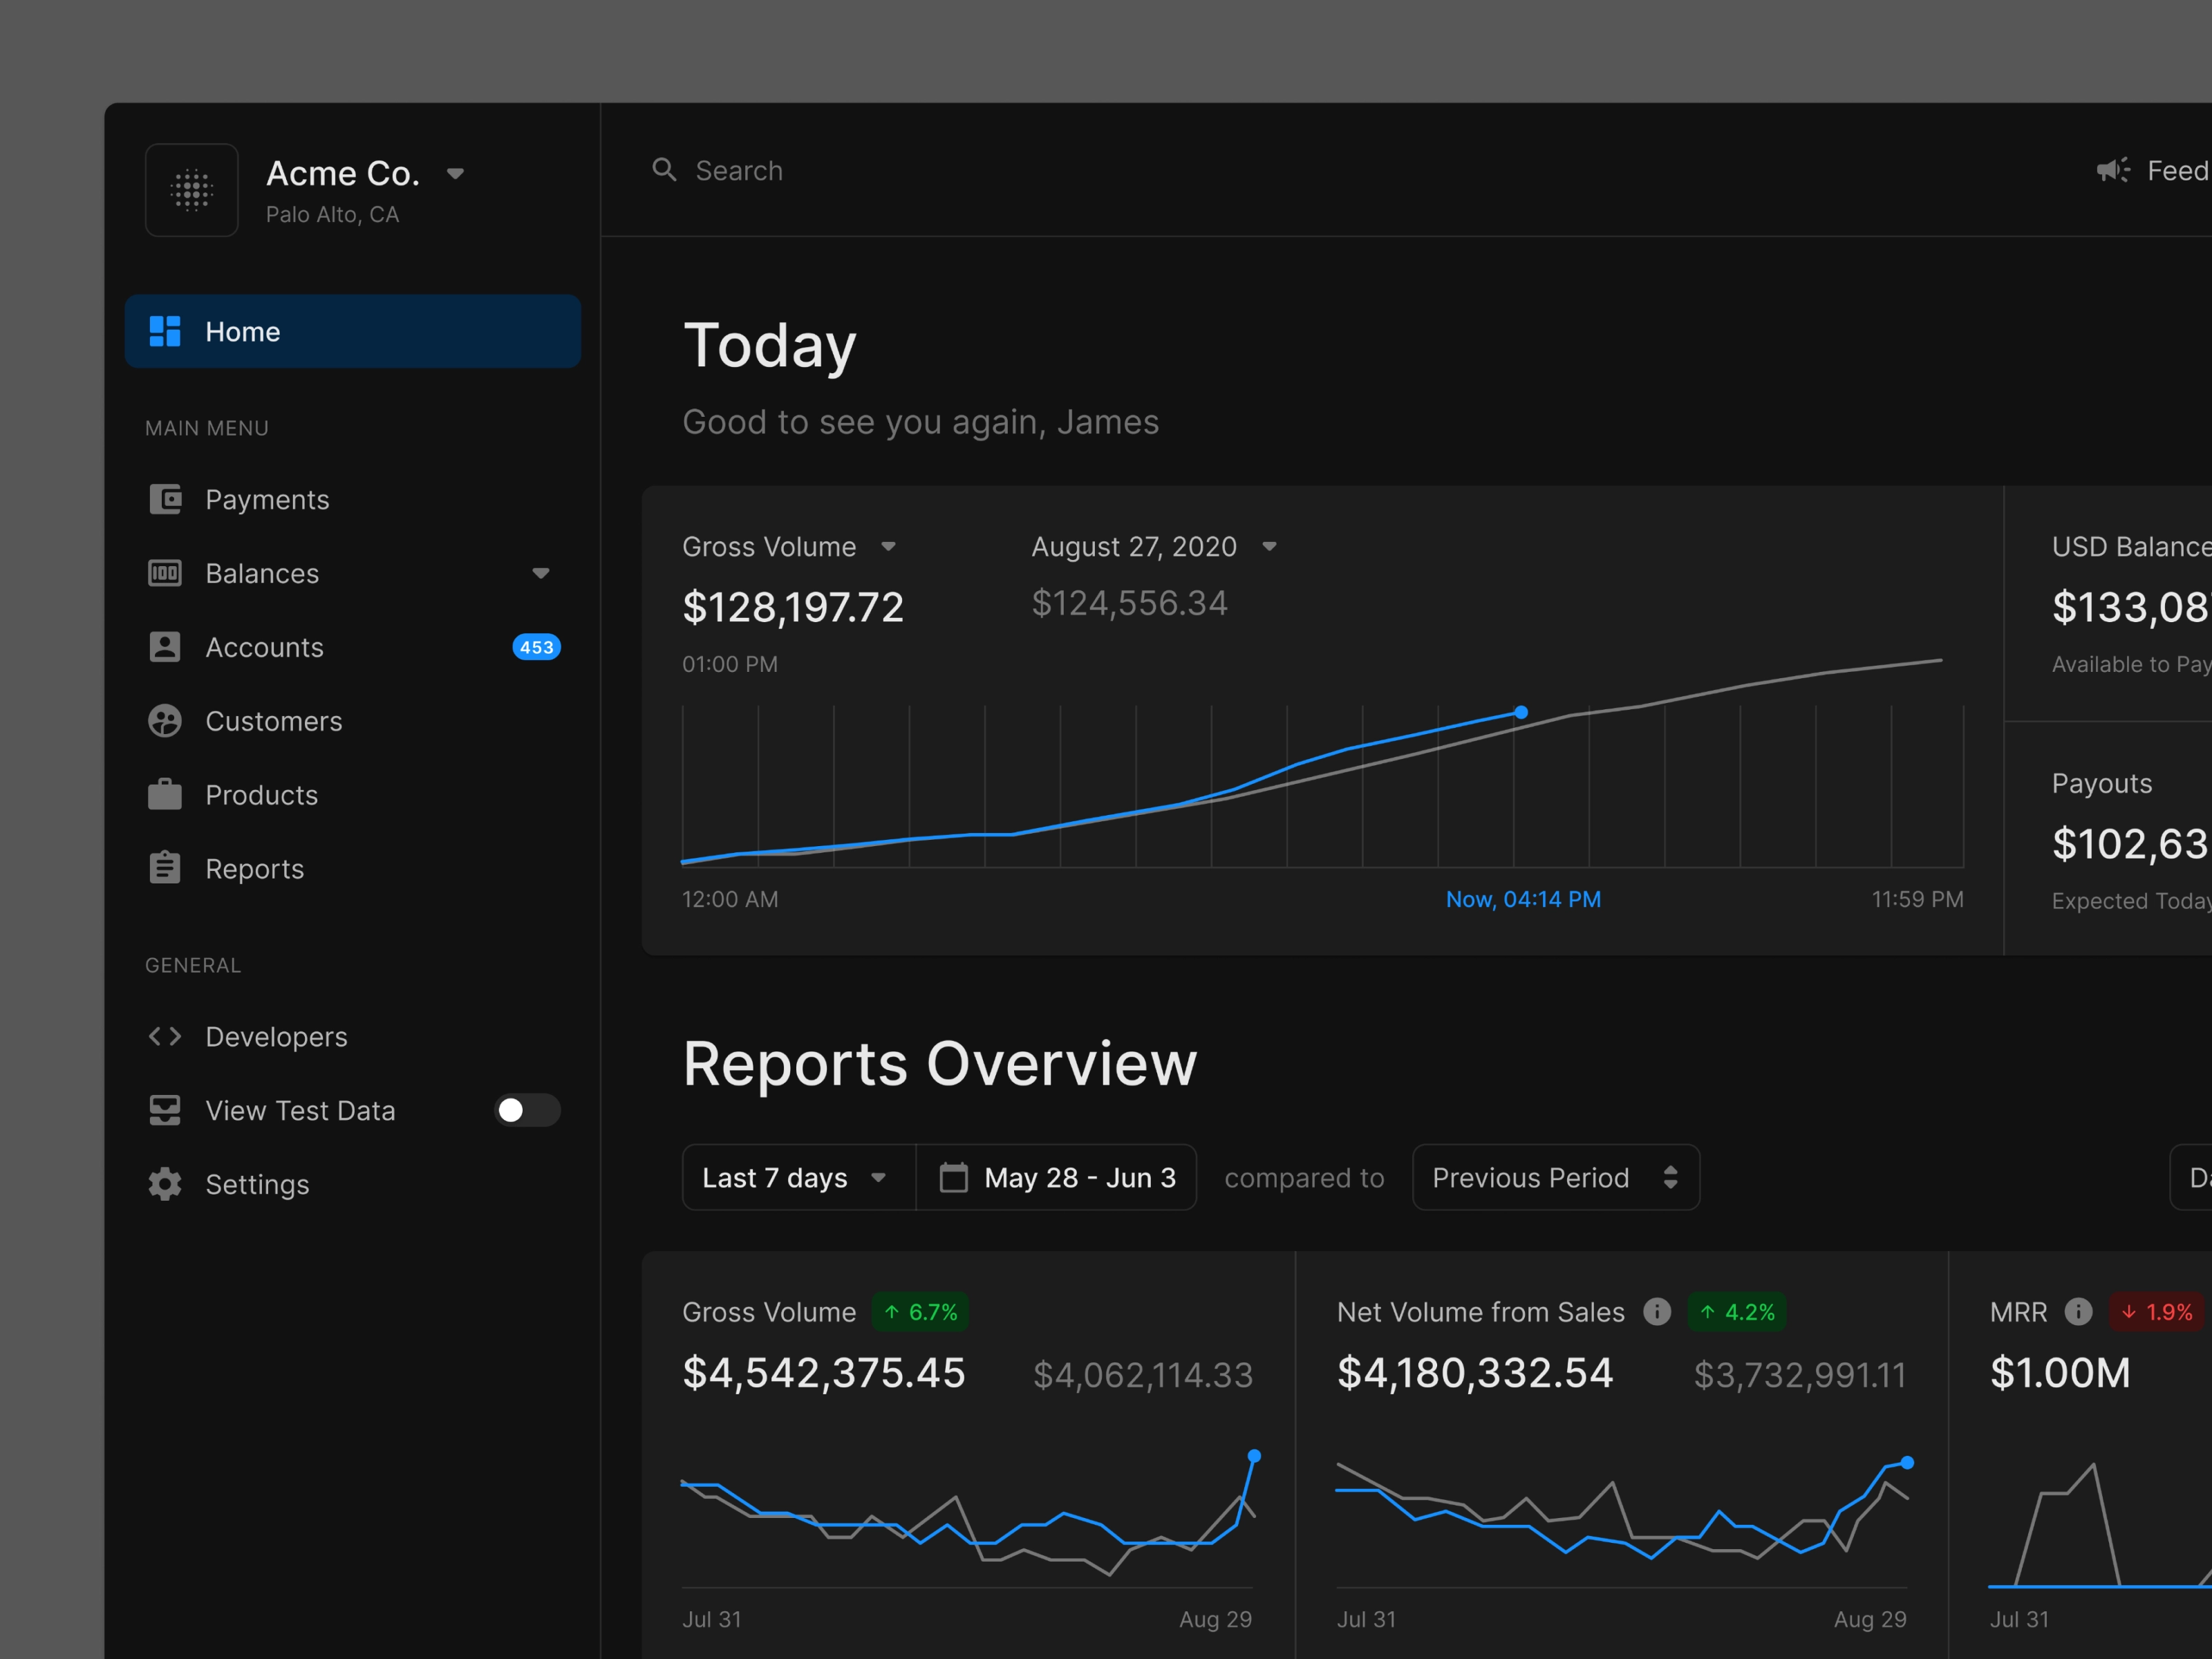 Acme Co.
Palo Alto, CA
Home
MAIN MENU
Payments
Balances
Accounts 453
Customers
Products
Reports
GENERAL
Developers
View Test Data
Settings
Search
Feed
Today
Good to see you again, James
Gross Volume August 27, 2020
$128,197.72 $124,556.34
01:00 PM
12:00 AM Now, 04:14 PM 11:59 PM
USD Balance
$133,08
Available to Pay
Payouts
$102,63
Expected Today
Reports Overview
Last 7 days May 28 - Jun 3 compared to Previous Period
Gross Volume ↑ 6.7%
$4,542,375.45 $4,062,114.33
Jul 31 Aug 29
Net Volume from Sales ↑ 4.2%
$4,180,332.54 $3,732,991.11
Jul 31 Aug 29
MRR ↓ 1.9%
$1.00M
Jul 31